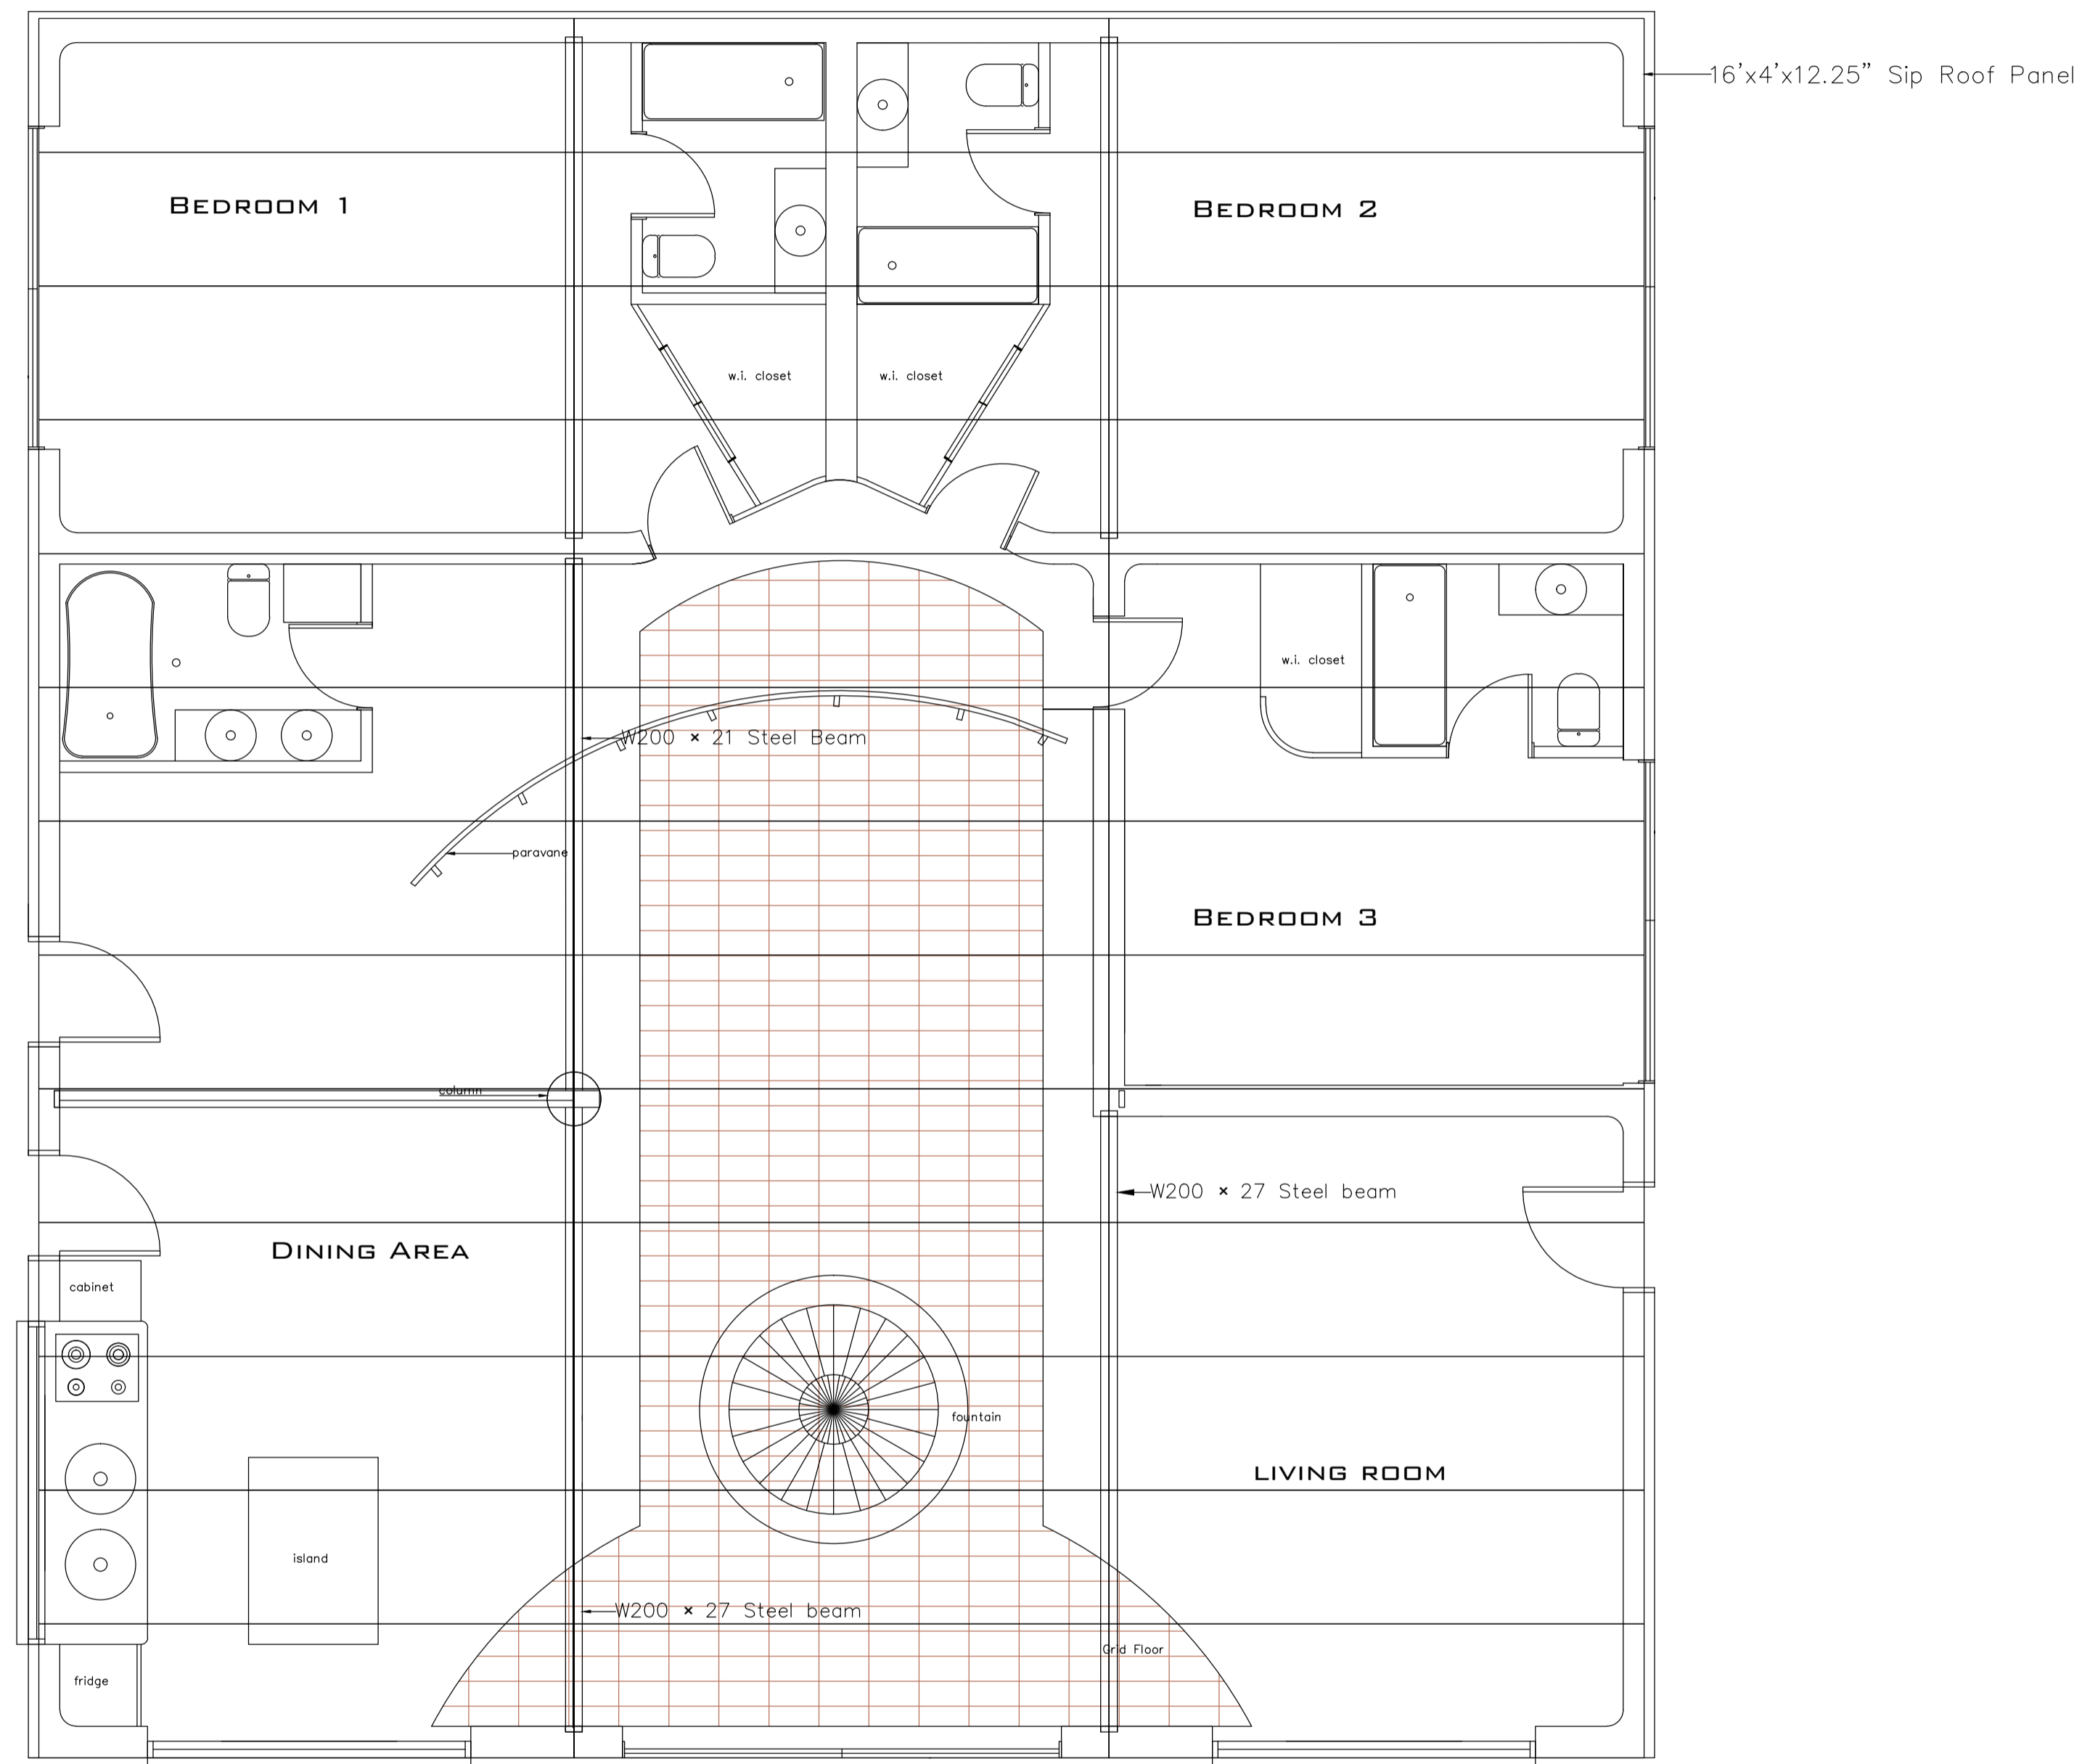 16'x4'x12.25" Sip Roof Panel
BEDROOM 1
BEDROOM 2
w.i. closet
w.i. closet
w.i. closet
W200 × 21 Steel Beam
paravane
BEDROOM 3
column
W200 × 27 Steel beam
DINING AREA
cabinet
fountain
LIVING ROOM
island
W200 × 27 Steel beam
Grid Floor
fridge